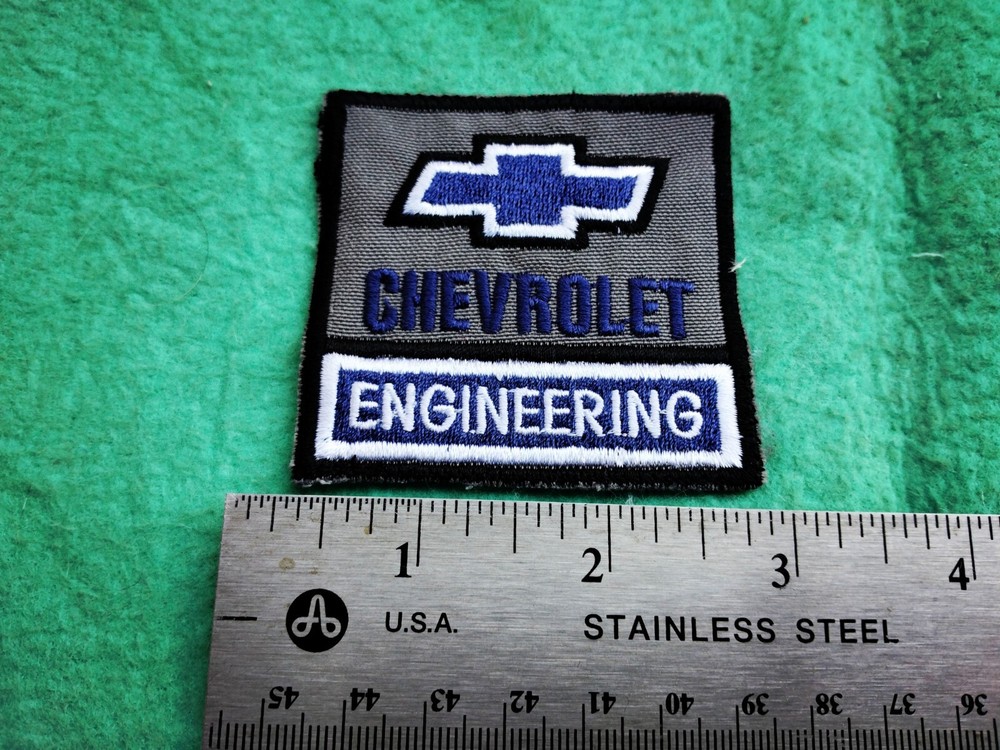 CHEVROLET
ENGINEERING
1 2 3 4
U.S.A. STAINLESS STEEL
45 44 43 42 41 40 39 38 37 36